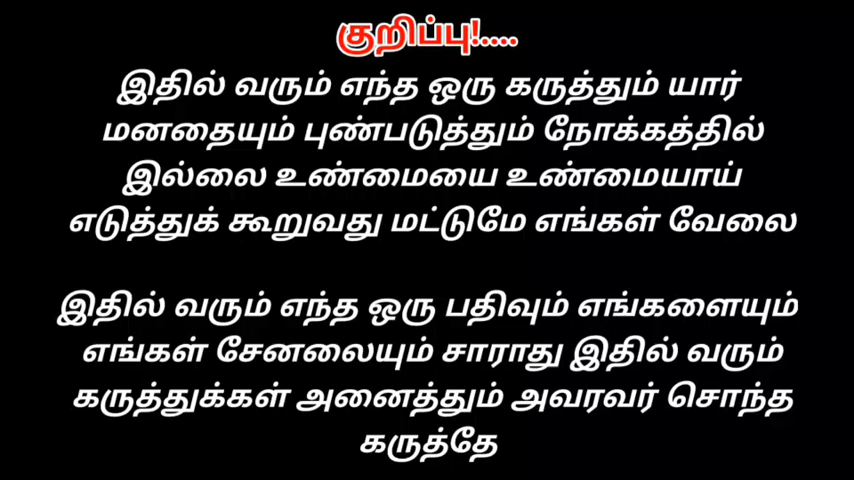 குறிப்பு!....
இதில் வரும் எந்த ஒரு கருத்தும் யார்
மனதையும் புண்படுத்தும் நோக்கத்தில்
இல்லை உண்மையை உண்மையாய்
எடுத்துக் கூறுவது மட்டுமே எங்கள் வேலை
இதில் வரும் எந்த ஒரு பதிவும் எங்களையும்
எங்கள் சேனலையும் சாராது இதில் வரும்
கருத்துக்கள் அனைத்தும் அவரவர் சொந்த
கருத்தே